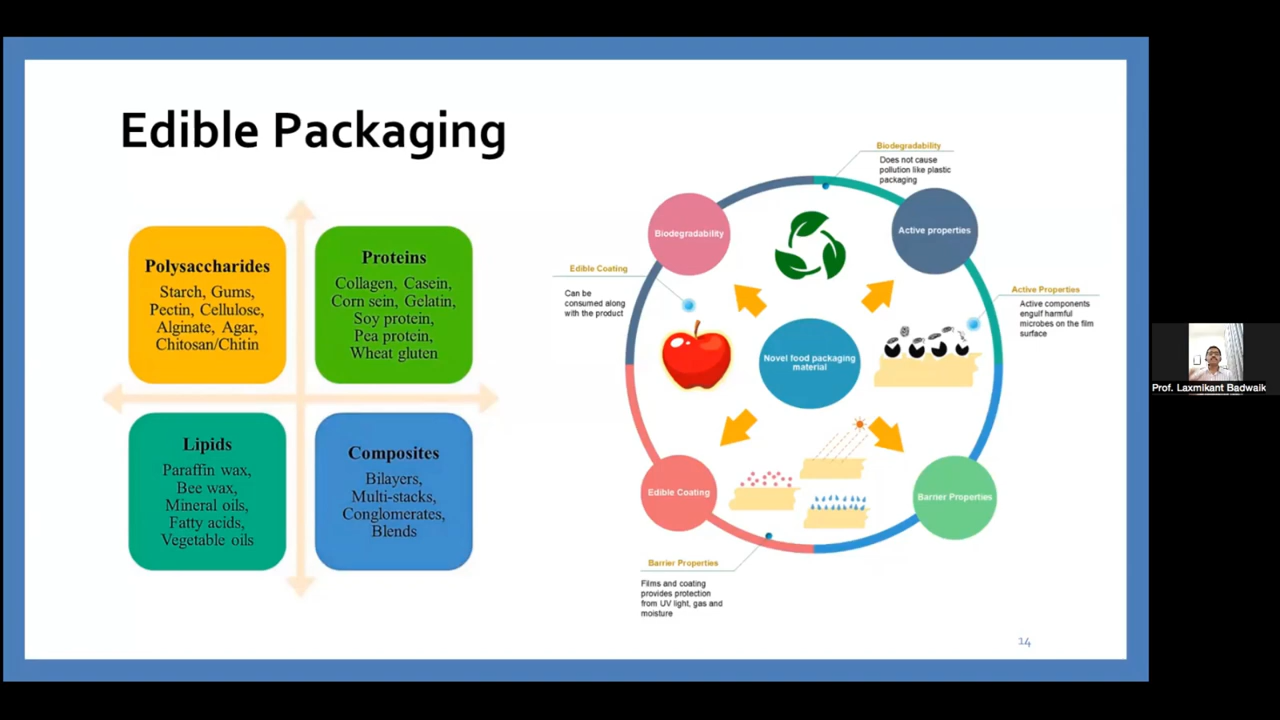 Edible Packaging
Polysaccharides
Starch, Gums,
Pectin, Cellulose,
Alginate, Agar,
Chitosan/Chitin
Proteins
Collagen, Casein,
Corn sein, Gelatin,
Soy protein,
Pea protein,
Wheat gluten
Lipids
Paraffin wax,
Bee wax,
Mineral oils,
Fatty acids,
Vegetable oils
Composites
Bilayers,
Multi-stacks,
Conglomerates,
Blends
Biodegradability
Does not cause
pollution like plastic
packaging
Biodegradability
Active properties
Edible Coating
Can be
consumed along
with the product
Active Properties
Active components
engulf harmful
microbes on the film
surface
Novel food packaging
material
Edible Coating
Barrier Properties
Barrier Properties
Films and coating
provides protection
from UV light, gas and
moisture
14
Prof. Laxmikant Badwaik